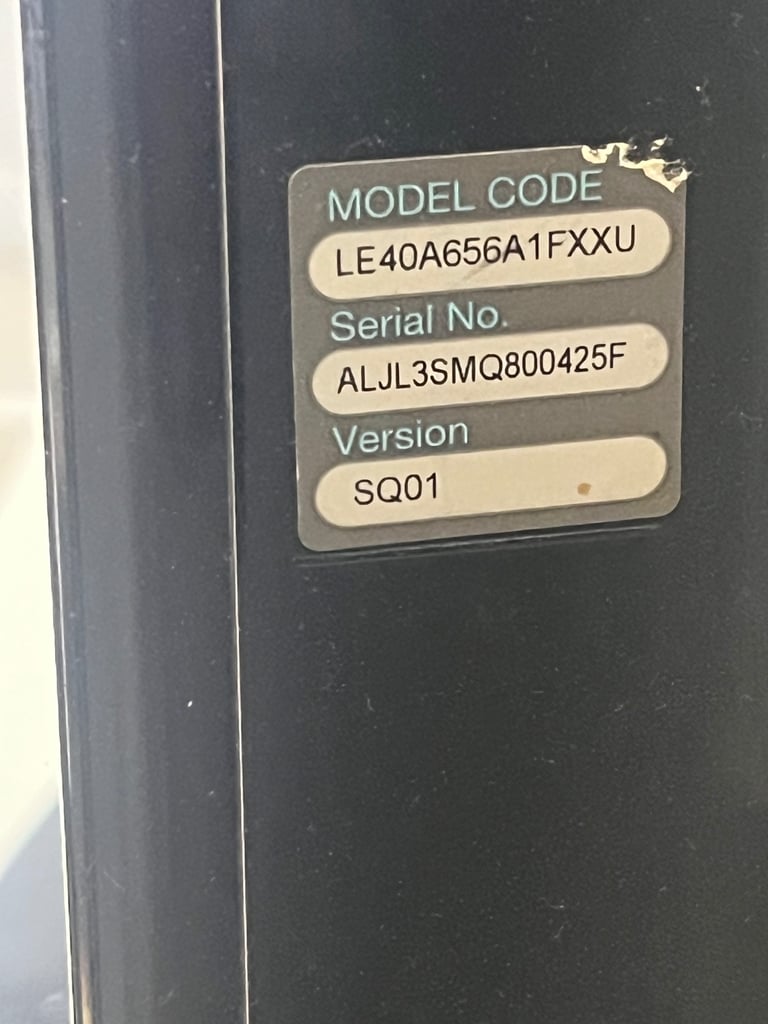 MODEL CODE
LE40A656A1FXXU
Serial No.
ALJL3SMQ800425F
Version
SQ01